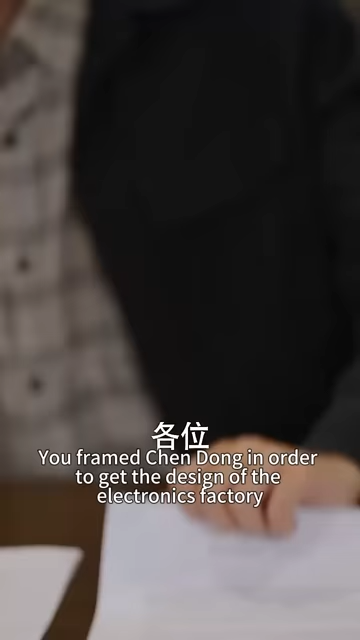 各位
You framed Chen Dong in order
to get the design of the
electronics factory